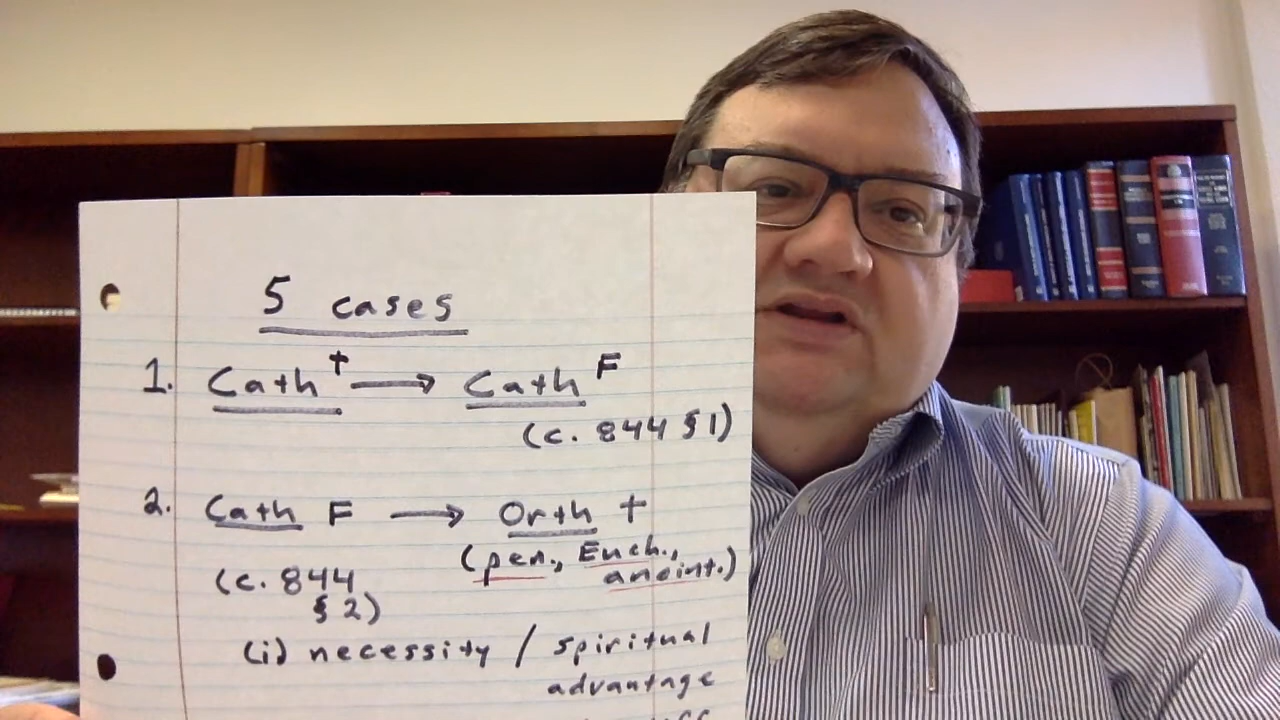 5 cases
1. Cath † → Cath F
(c. 844 § 1)
2. Cath F → Orth †
(pen., Euch., anoint.)
(c. 844 § 2)
(i) necessity / spiritual
advantage